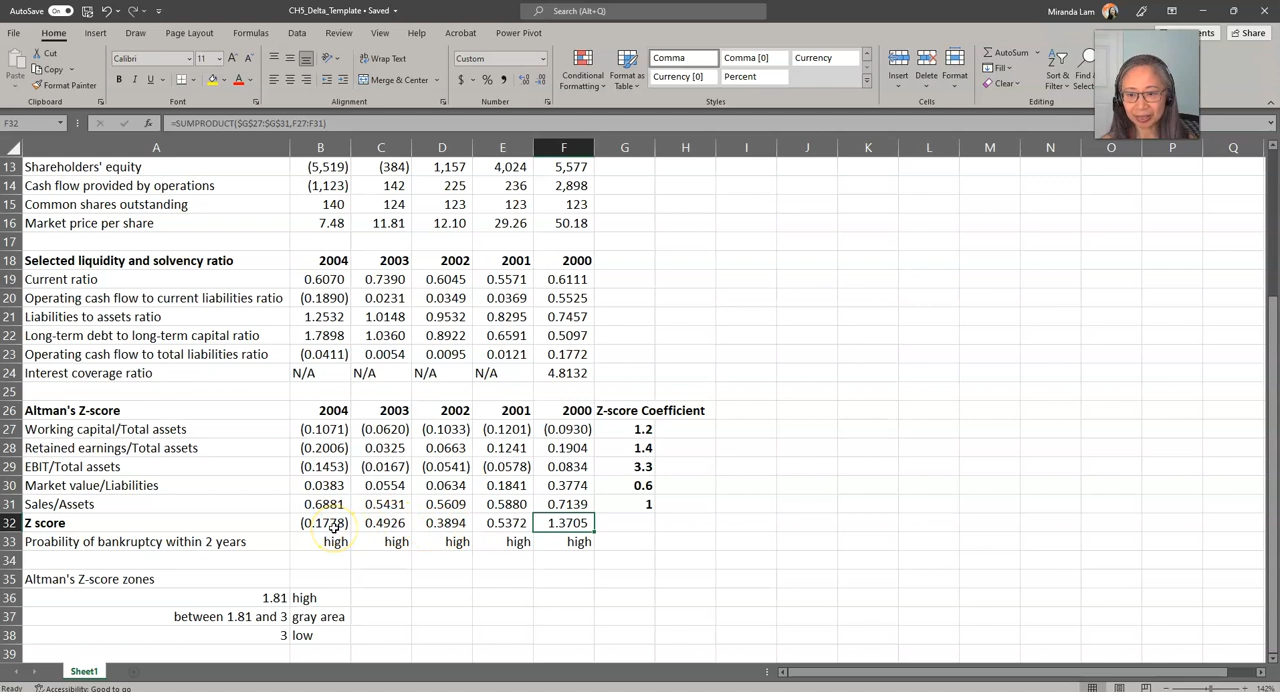 AutoSave On CH5_Delta_Template • Saved Search (Alt+Q) Miranda Lam
File Home Insert Draw Page Layout Formulas Data Review View Help Acrobat Power Pivot Share
Paste Cut Copy Format Painter
Clipboard
Calibri 11
B I U
Font
Wrap Text
Merge & Center
Alignment
Custom
$ % 9
Number
Conditional Formatting Format as Table
Comma Comma [0] Currency
Currency [0] Percent
Styles
Insert Delete Format
Cells
AutoSum Fill Clear
Sort & Filter
Editing
F32 fx =SUMPRODUCT($G$27:$G$31,F27:F31)
A B C D E F G H I J K L M N O P Q
13 Shareholders' equity (5,519) (384) 1,157 4,024 5,577
14 Cash flow provided by operations (1,123) 142 225 236 2,898
15 Common shares outstanding 140 124 123 123 123
16 Market price per share 7.48 11.81 12.10 29.26 50.18
17
18 Selected liquidity and solvency ratio 2004 2003 2002 2001 2000
19 Current ratio 0.6070 0.7390 0.6045 0.5571 0.6111
20 Operating cash flow to current liabilities ratio (0.1890) 0.0231 0.0349 0.0369 0.5525
21 Liabilities to assets ratio 1.2532 1.0148 0.9532 0.8295 0.7457
22 Long-term debt to long-term capital ratio 1.7898 1.0360 0.8922 0.6591 0.5097
23 Operating cash flow to total liabilities ratio (0.0411) 0.0054 0.0095 0.0121 0.1772
24 Interest coverage ratio N/A N/A N/A N/A 4.8132
25
26 Altman's Z-score 2004 2003 2002 2001 2000 Z-score Coefficient
27 Working capital/Total assets (0.1071) (0.0620) (0.1033) (0.1201) (0.0930) 1.2
28 Retained earnings/Total assets (0.2006) 0.0325 0.0663 0.1241 0.1904 1.4
29 EBIT/Total assets (0.1453) (0.0167) (0.0541) (0.0578) 0.0834 3.3
30 Market value/Liabilities 0.0383 0.0554 0.0634 0.1841 0.3774 0.6
31 Sales/Assets 0.6881 0.5431 0.5609 0.5880 0.7139 1
32 Z score (0.1778) 0.4926 0.3894 0.5372 1.3705
33 Proability of bankruptcy within 2 years high high high high high
34
35 Altman's Z-score zones
36 1.81 high
37 between 1.81 and 3 gray area
38 3 low
39
Sheet1
Ready Accessibility: Good to go 142%